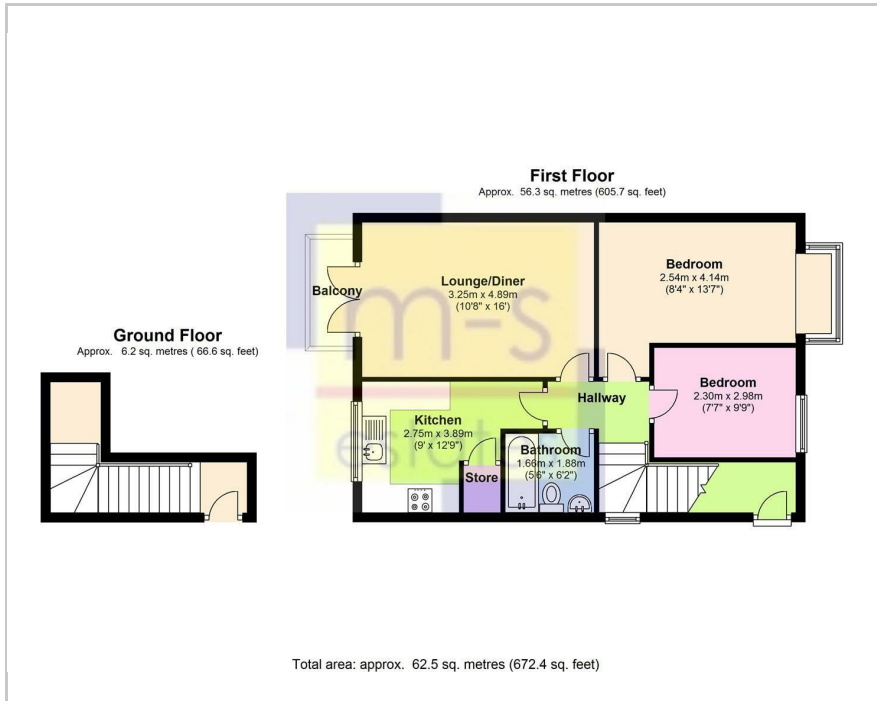 First Floor
Approx. 56.3 sq. metres (605.7 sq. feet)
Bedroom
2.54m x 4.14m
(8'4" x 13'7")
Lounge/Diner
3.25m x 4.89m
(10'8" x 16')
Balcony
m-s
Ground Floor
Approx. 6.2 sq. metres ( 66.6 sq. feet)
Bedroom
2.30m x 2.98m
(7'7" x 9'9")
Hallway
Kitchen
2.75m x 3.89m
(9' x 12'9")
estates
Bathroom
1.66m x 1.88m
(5'6" x 6'2")
Store
Total area: approx. 62.5 sq. metres (672.4 sq. feet)